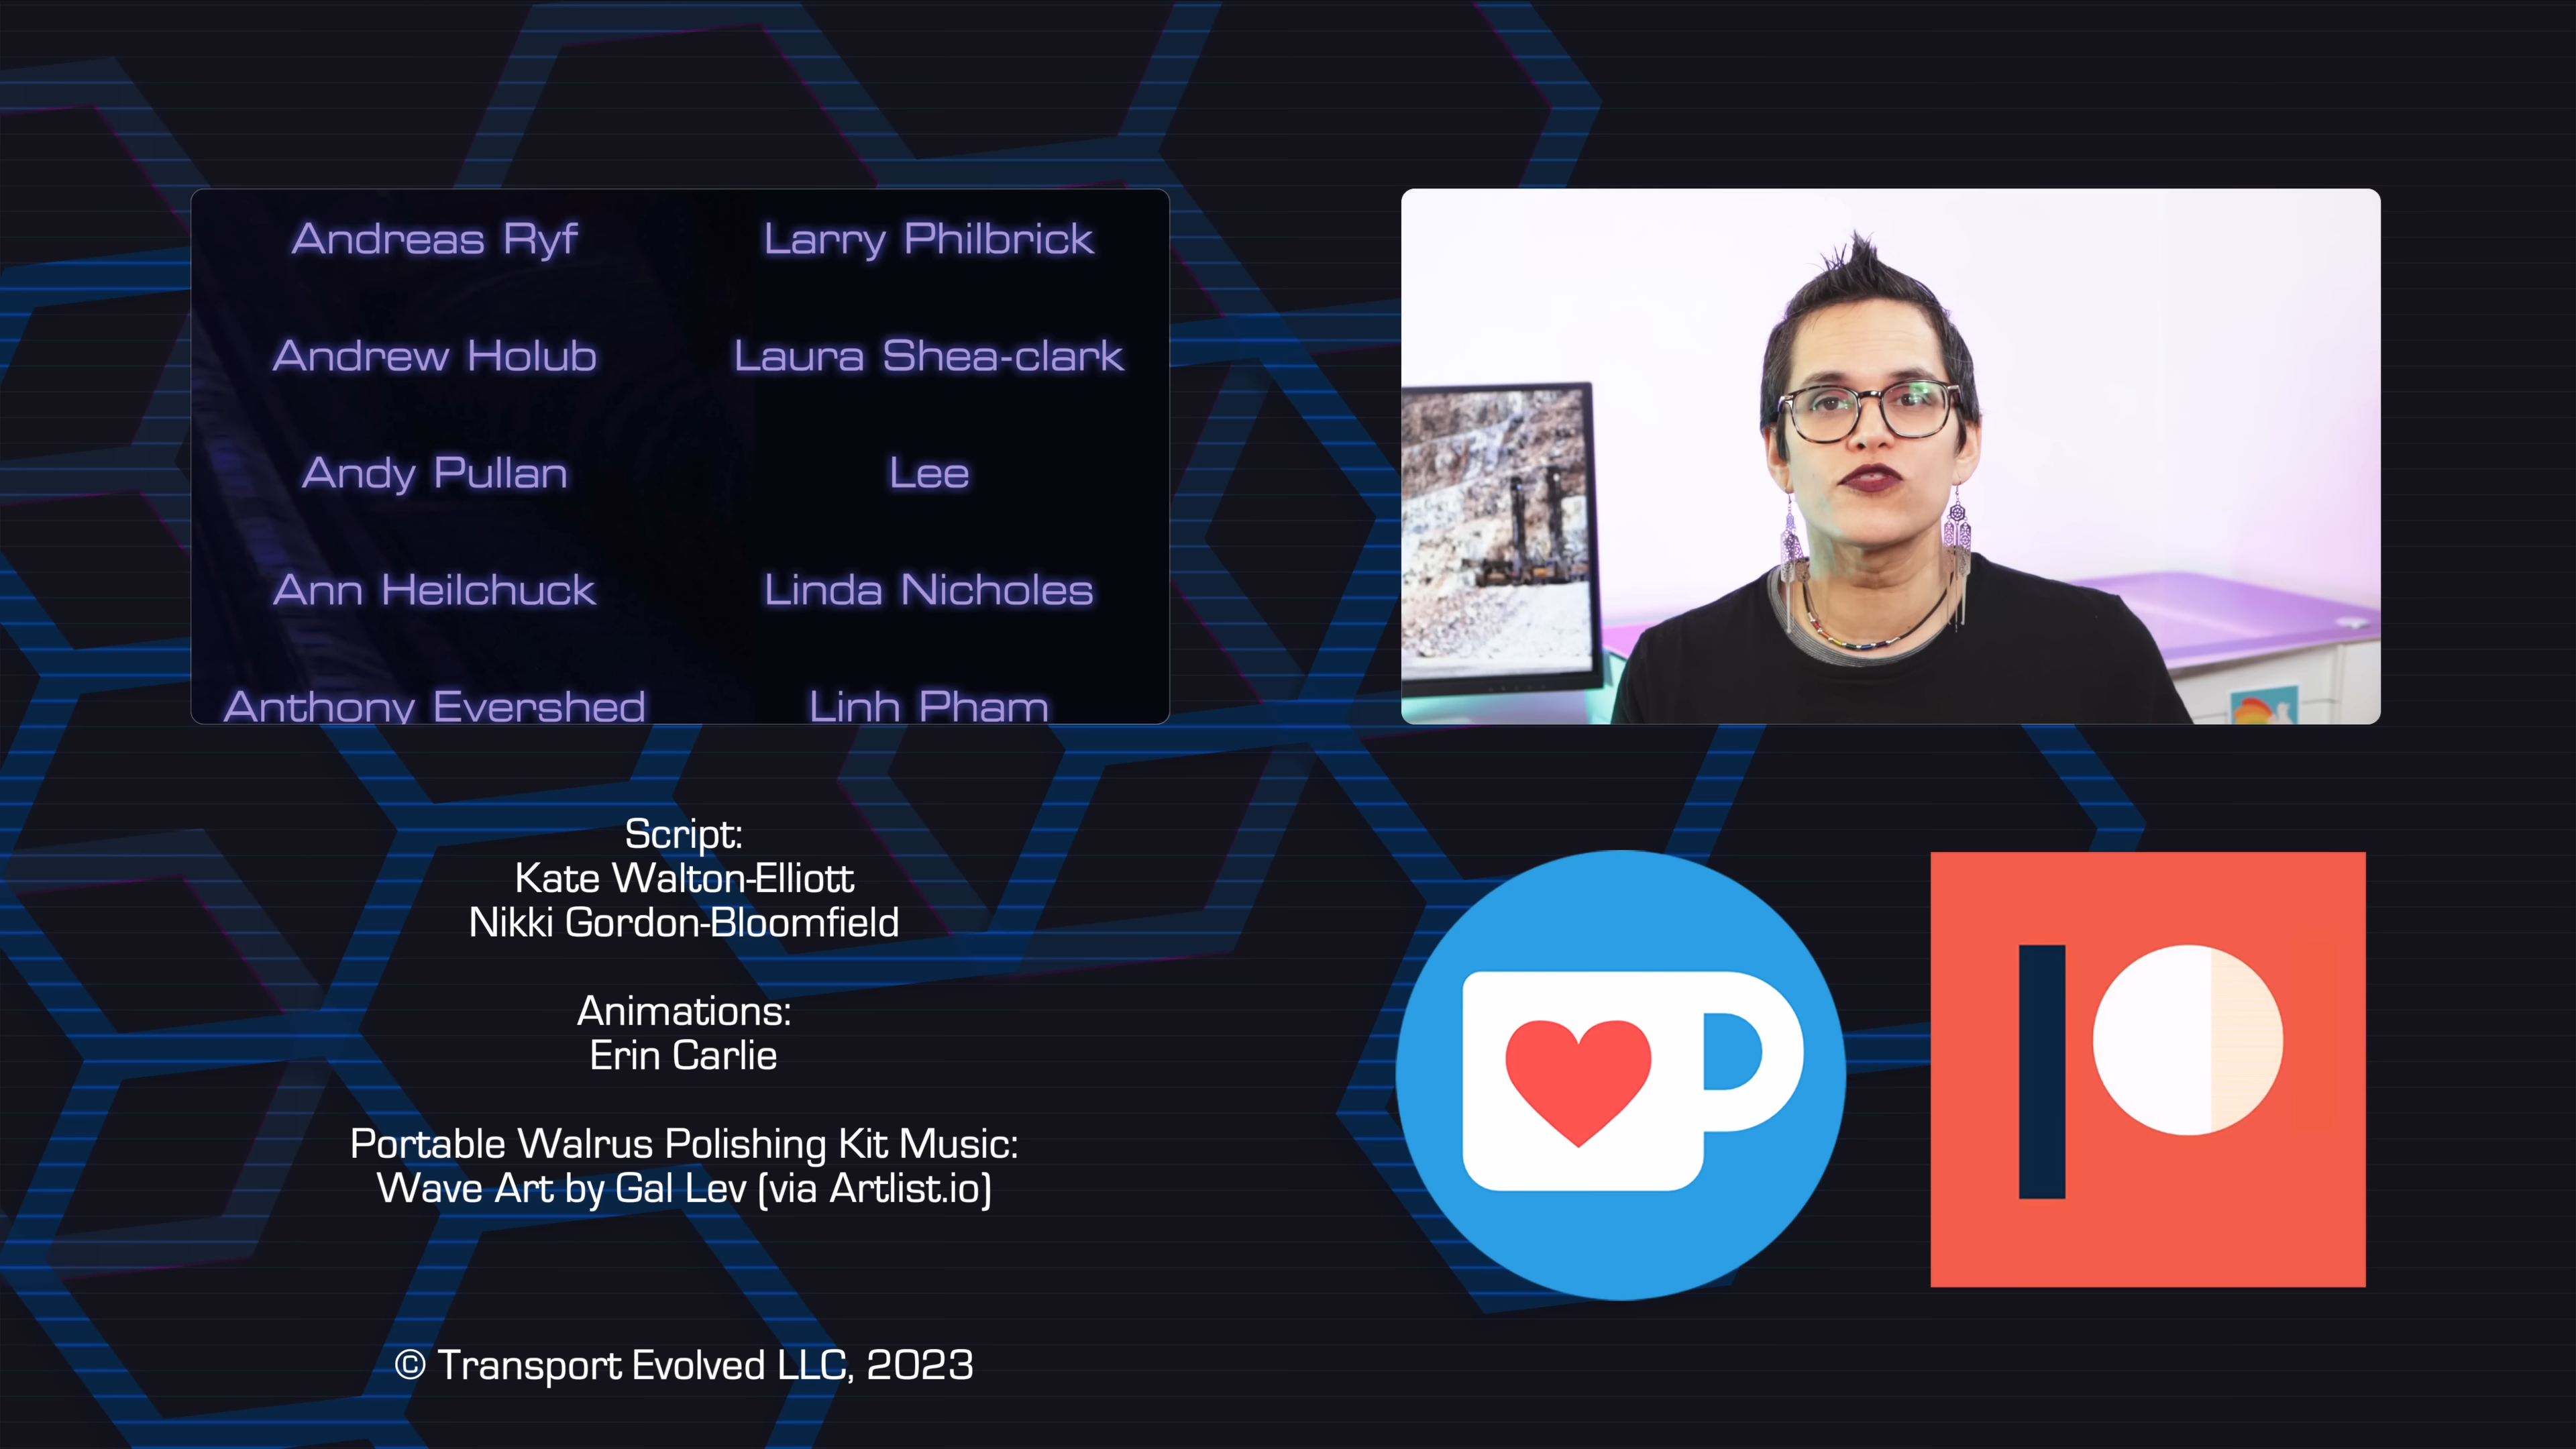 Andreas Ryf
Larry Philbrick
Andrew Holub
Laura Shea-clark
Andy Pullan
Lee
Ann Heilchuck
Linda Nicholes
Anthony Evershed
Linh Pham
Script:
Kate Walton-Elliott
Nikki Gordon-Bloomfield
Animations:
Erin Carlie
Portable Walrus Polishing Kit Music:
Wave Art by Gal Lev (via Artlist.io)
© Transport Evolved LLC, 2023